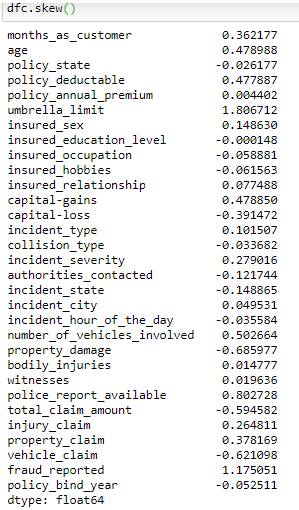 dfc.skew()
months_as_customer 0.362177
age 0.478988
policy_state -0.026177
policy_deductable 0.477887
policy_annual_premium 0.004402
umbrella_limit 1.806712
insured_sex 0.148630
insured_education_level -0.000148
insured_occupation -0.058881
insured_hobbies -0.061563
insured_relationship 0.077488
capital-gains 0.478850
capital-loss -0.391472
incident_type 0.101507
collision_type -0.033682
incident_severity 0.279016
authorities_contacted -0.121744
incident_state -0.148865
incident_city 0.049531
incident_hour_of_the_day -0.035584
number_of_vehicles_involved 0.502664
property_damage -0.685977
bodily_injuries 0.014777
witnesses 0.019636
police_report_available 0.802728
total_claim_amount -0.594582
injury_claim 0.264811
property_claim 0.378169
vehicle_claim -0.621098
fraud_reported 1.175051
policy_bind_year -0.052511
dtype: float64